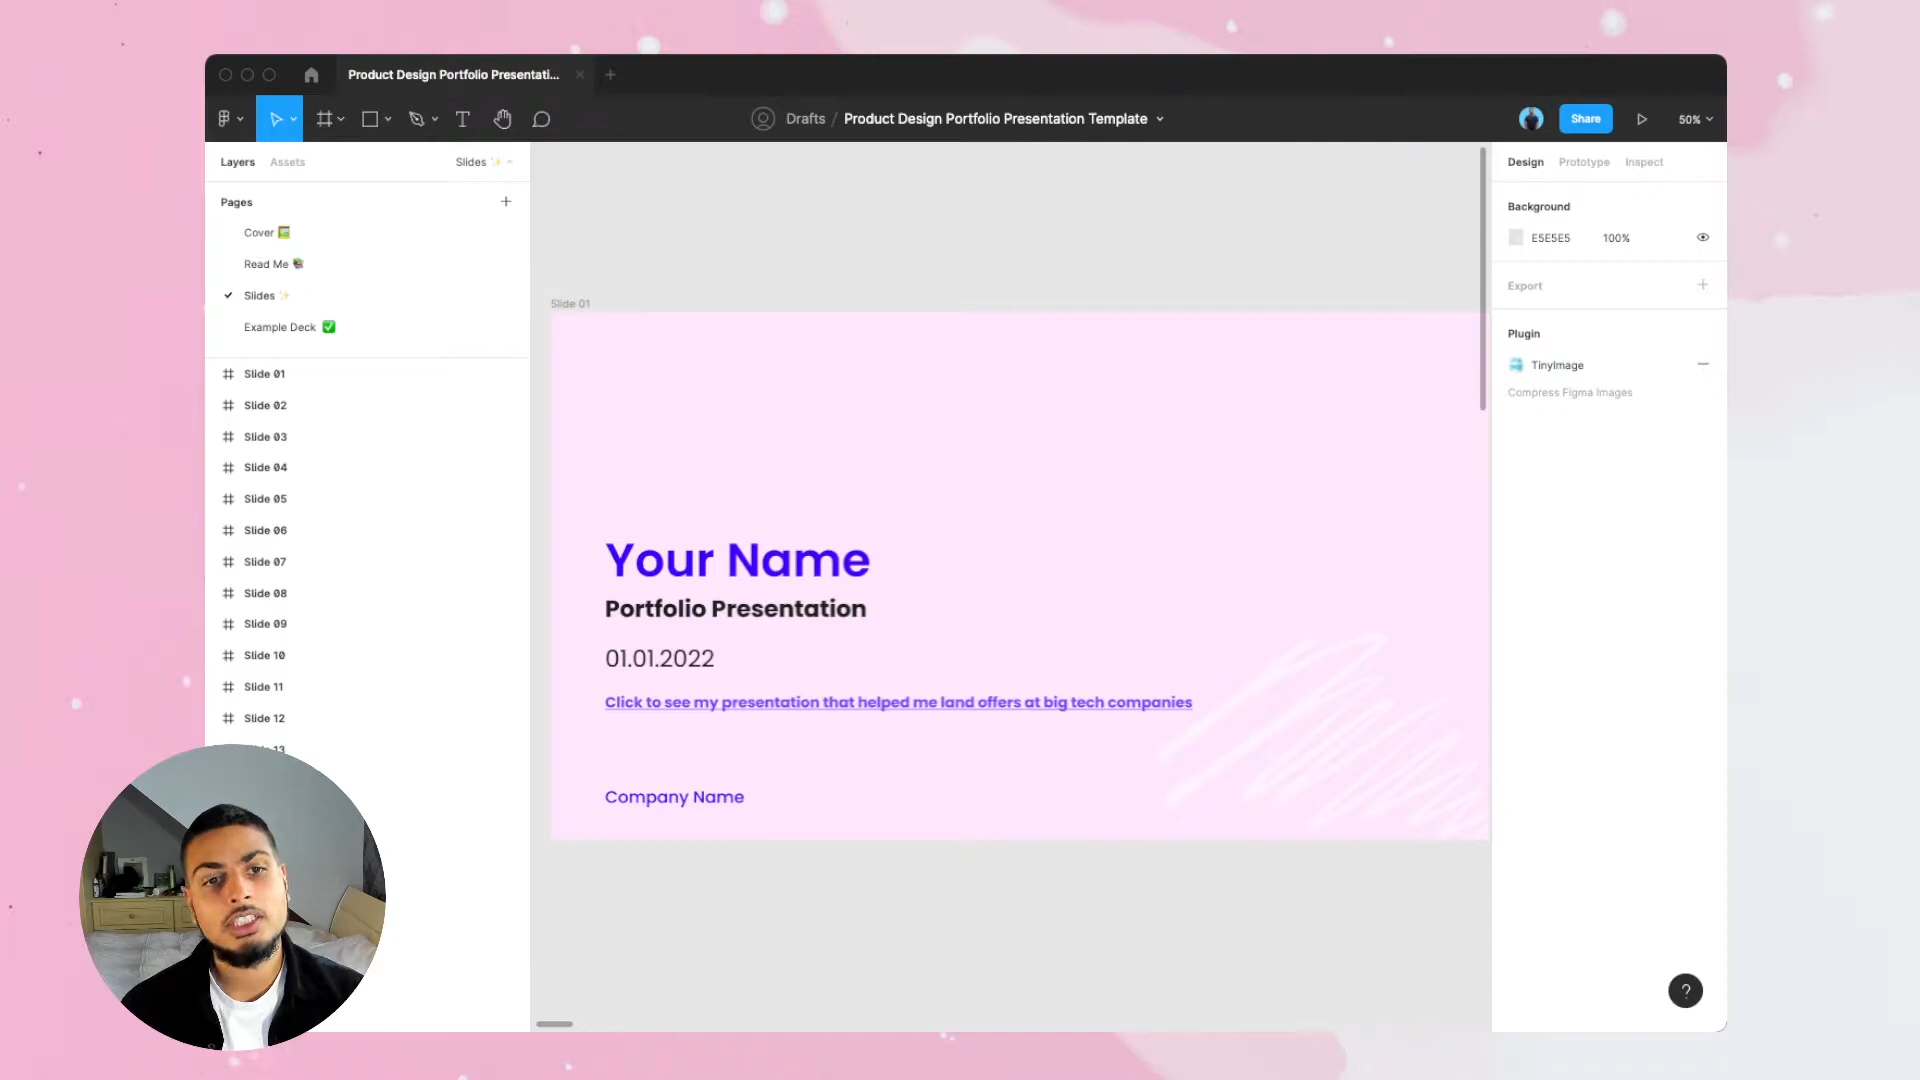 Product Design Portfolio Presentati...
Drafts / Product Design Portfolio Presentation Template
Share
50%
Layers
Assets
Slides ✨
Pages
Cover 🖼️
Read Me 📚
Slides ✨
Example Deck ✅
Slide 01
Slide 02
Slide 03
Slide 04
Slide 05
Slide 06
Slide 07
Slide 08
Slide 09
Slide 10
Slide 11
Slide 12
13
Slide 01
Your Name
Portfolio Presentation
01.01.2022
Click to see my presentation that helped me land offers at big tech companies
Company Name
Design
Prototype
Inspect
Background
E5E5E5
100%
Export
Plugin
TinyImage
Compress Figma Images
?